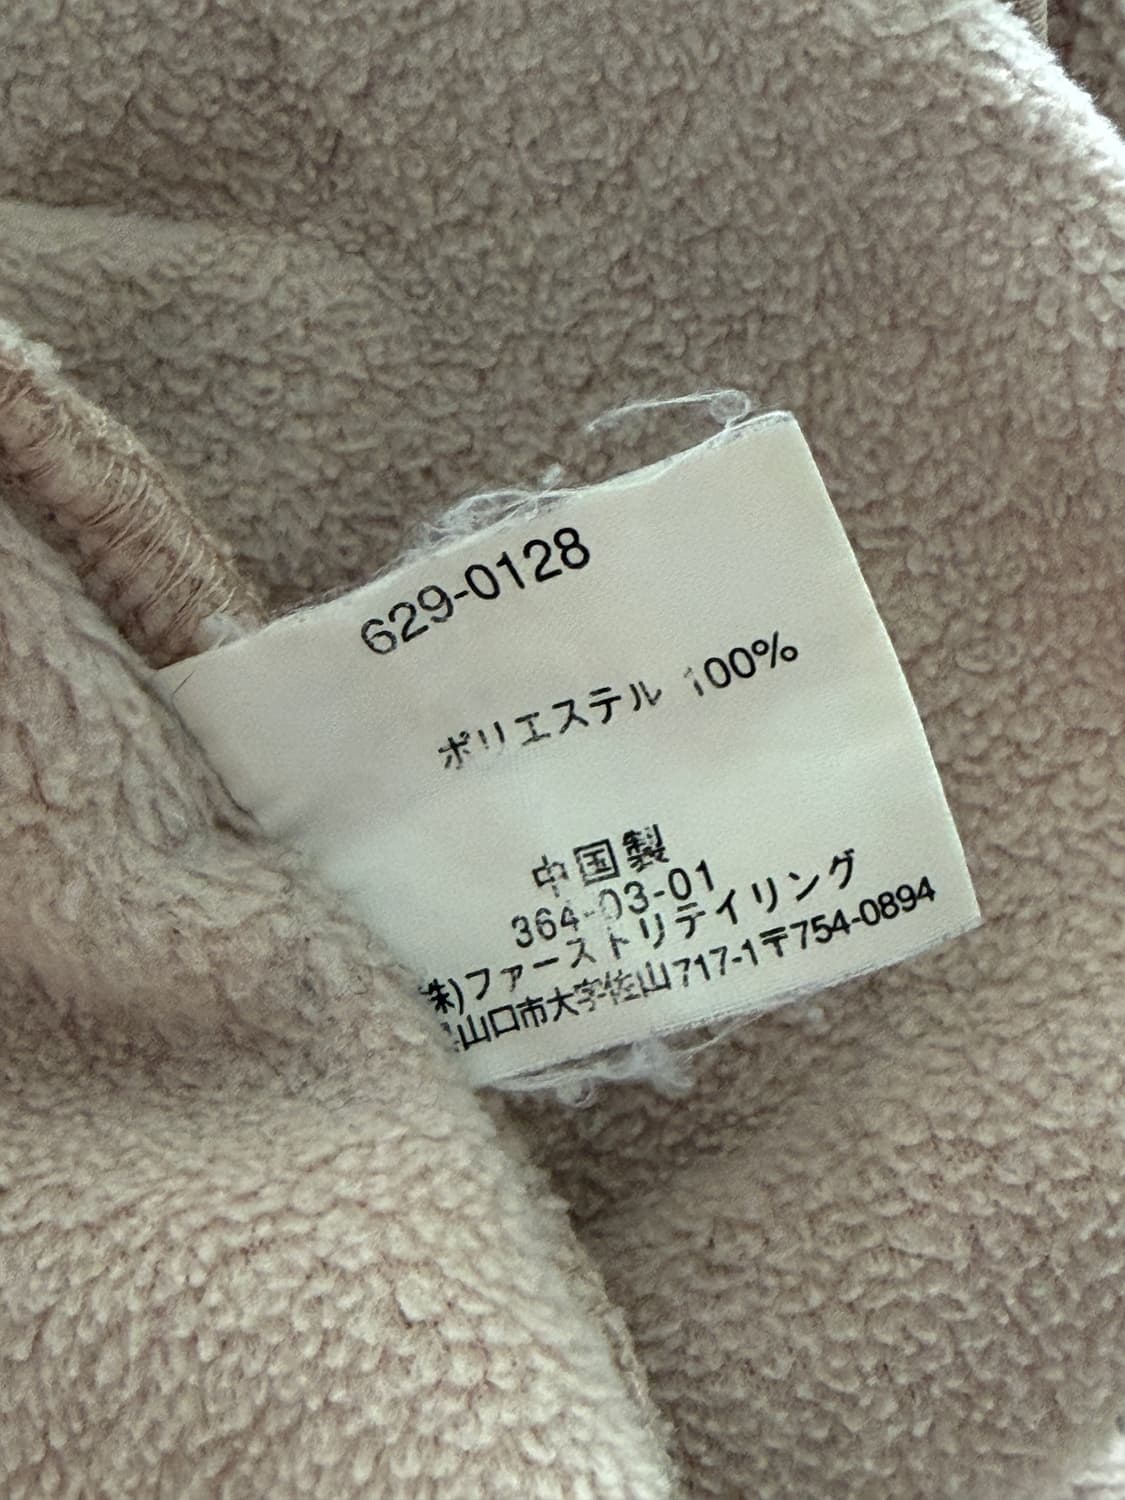 629-0128
ポリエステル 100%
中国製
364-03-01
株)ファーストリテイリング
山口市大字佐山717-1〒754-0894